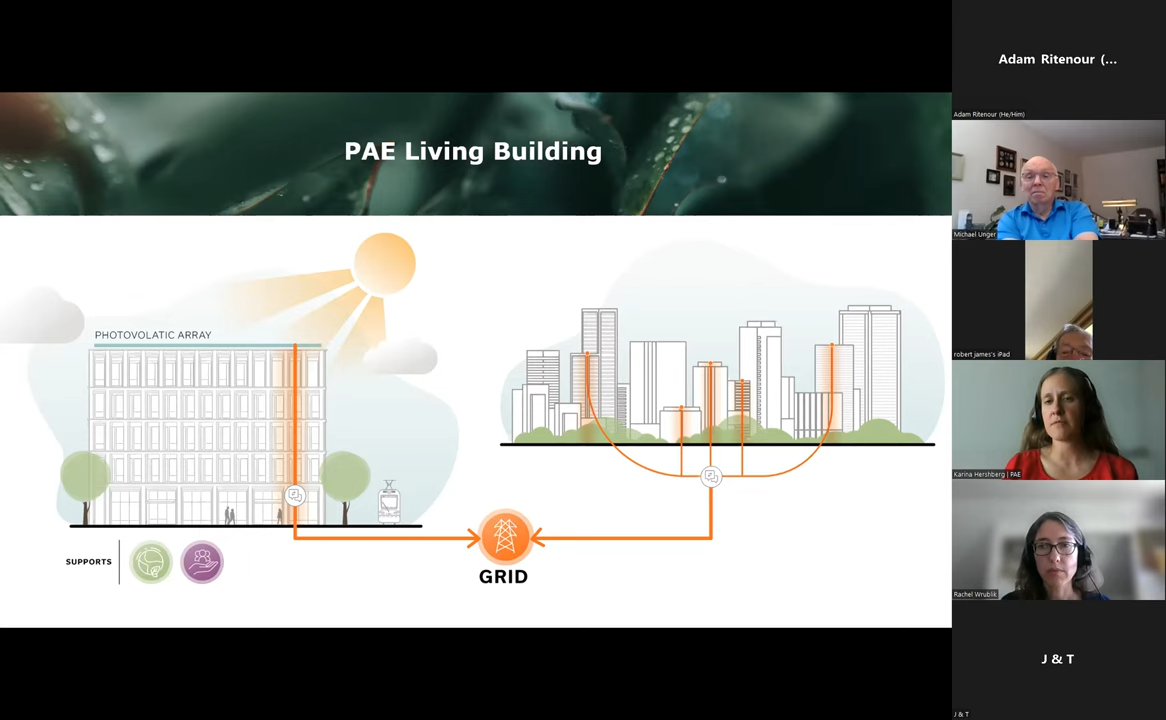 PAE Living Building
PHOTOVOLATIC ARRAY
SUPPORTS
GRID
Adam Ritenour (...
Adam Ritenour (He/Him)
Michael Unger
robert james's iPad
Karina Hershberg | PAE
Rachel Wrublik
J & T
J & T